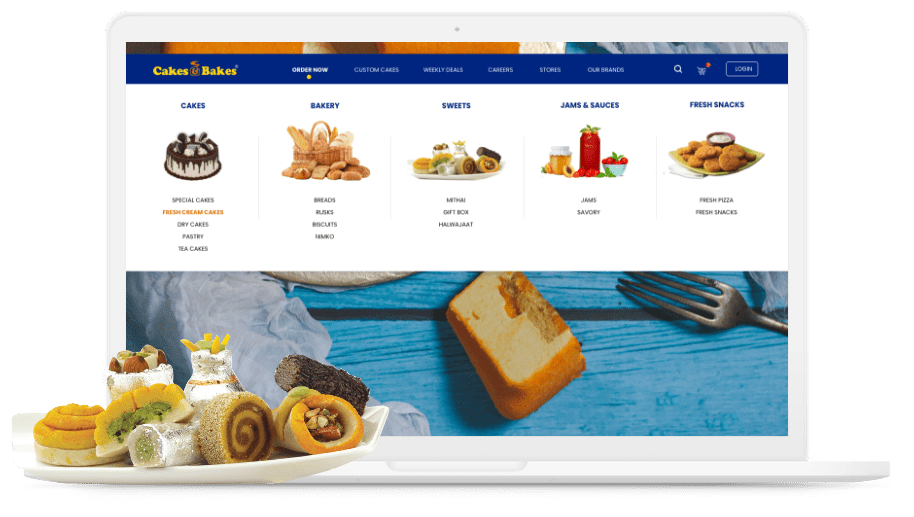 Cakes & Bakes®
ORDER NOW
CUSTOM CAKES
WEEKLY DEALS
CAREERS
STORES
OUR BRANDS
LOGIN
CAKES
SPECIAL CAKES
FRESH CREAM CAKES
DRY CAKES
PASTRY
TEA CAKES
BAKERY
BREADS
RUSKS
BISCUITS
NIMKO
SWEETS
MITHAI
GIFT BOX
HALWAJAAT
JAMS & SAUCES
JAMS
SAVORY
FRESH SNACKS
FRESH PIZZA
FRESH SNACKS